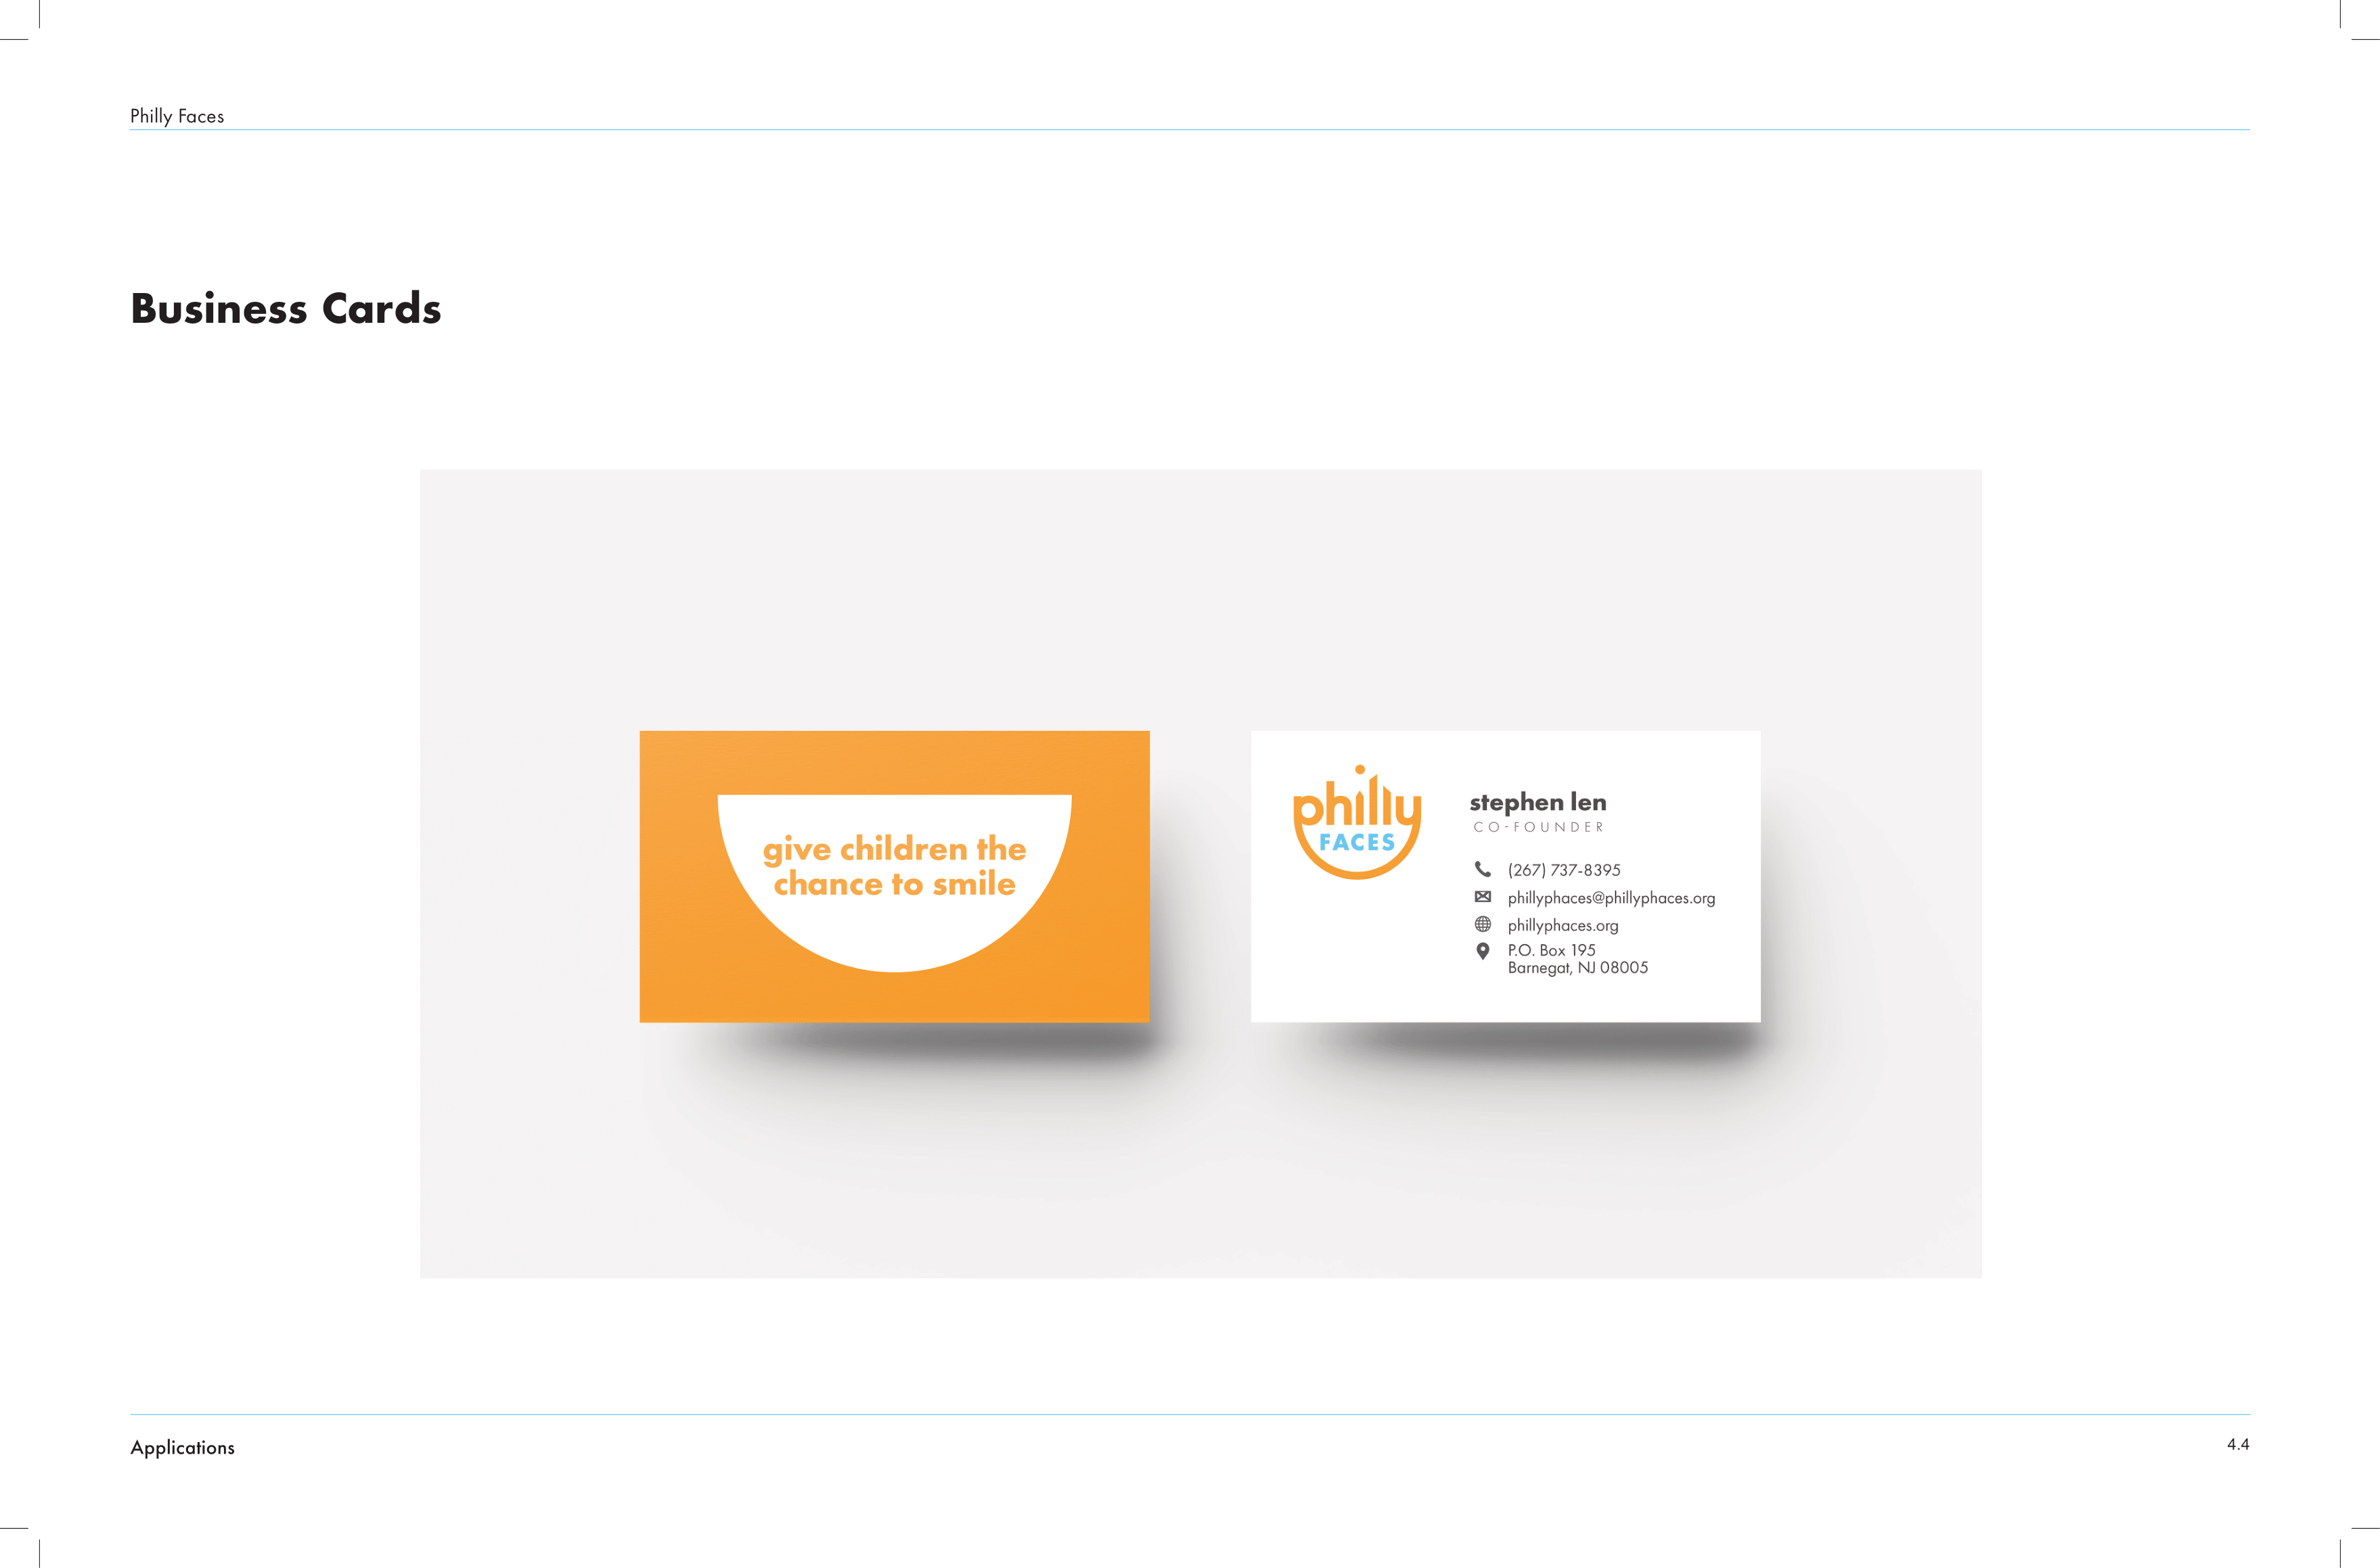 Philly Faces
Business Cards
give children the
chance to smile
philly
FACES
stephen len
CO-FOUNDER
(267) 737-8395
phillyphaces@phillyphaces.org
phillyphaces.org
P.O. Box 195
Barnegat, NJ 08005
Applications
4.4